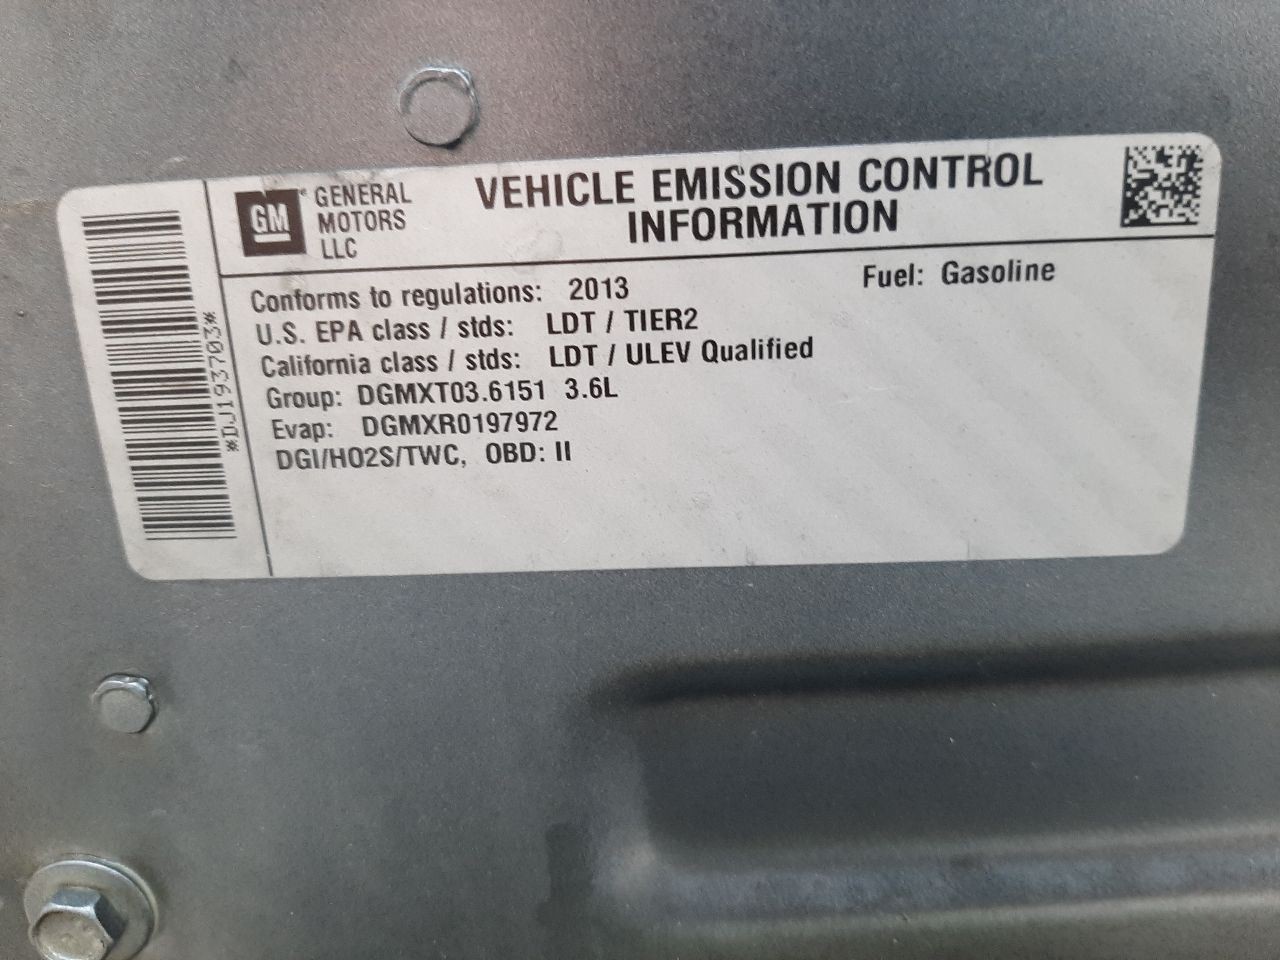 GM
GENERAL
MOTORS
LLC
VEHICLE EMISSION CONTROL
INFORMATION
Conforms to regulations: 2013
Fuel: Gasoline
U.S. EPA class / stds: LDT / TIER2
California class / stds: LDT / ULEV Qualified
Group: DGMXT03.6151 3.6L
Evap: DGMXR0197972
DGI/HO2S/TWC, OBD: II
*DJ193703*